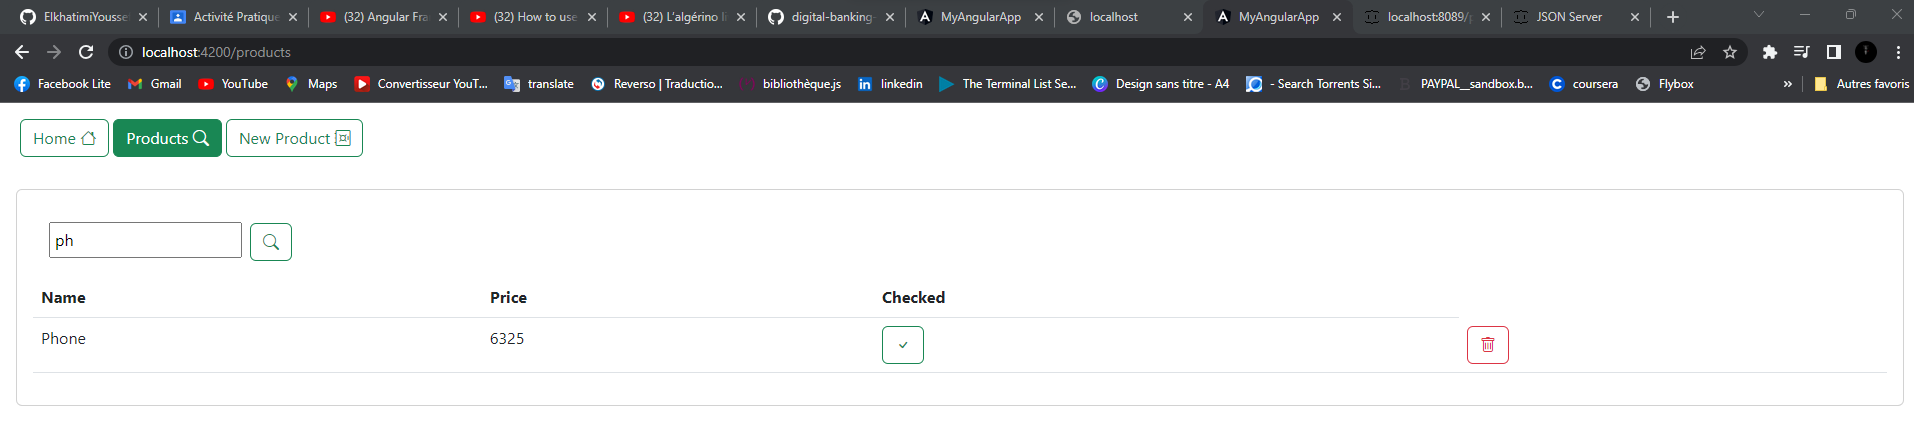 ElkhatimiYousse
Activité Pratique
(32) Angular Fra
(32) How to use
(32) L'algérino li
digital-banking-
MyAngularApp
localhost
MyAngularApp
localhost:8089/
JSON Server
localhost:4200/products
Facebook Lite
Gmail
YouTube
Maps
Convertisseur YouT...
translate
Reverso | Traductio...
bibliothèque.js
linkedin
The Terminal List Se...
Design sans titre - A4
- Search Torrents Si...
PAYPAL__sandbox.b...
coursera
Flybox
»
Autres favoris
Home
Products
New Product
ph
Name Price Checked
Phone 6325